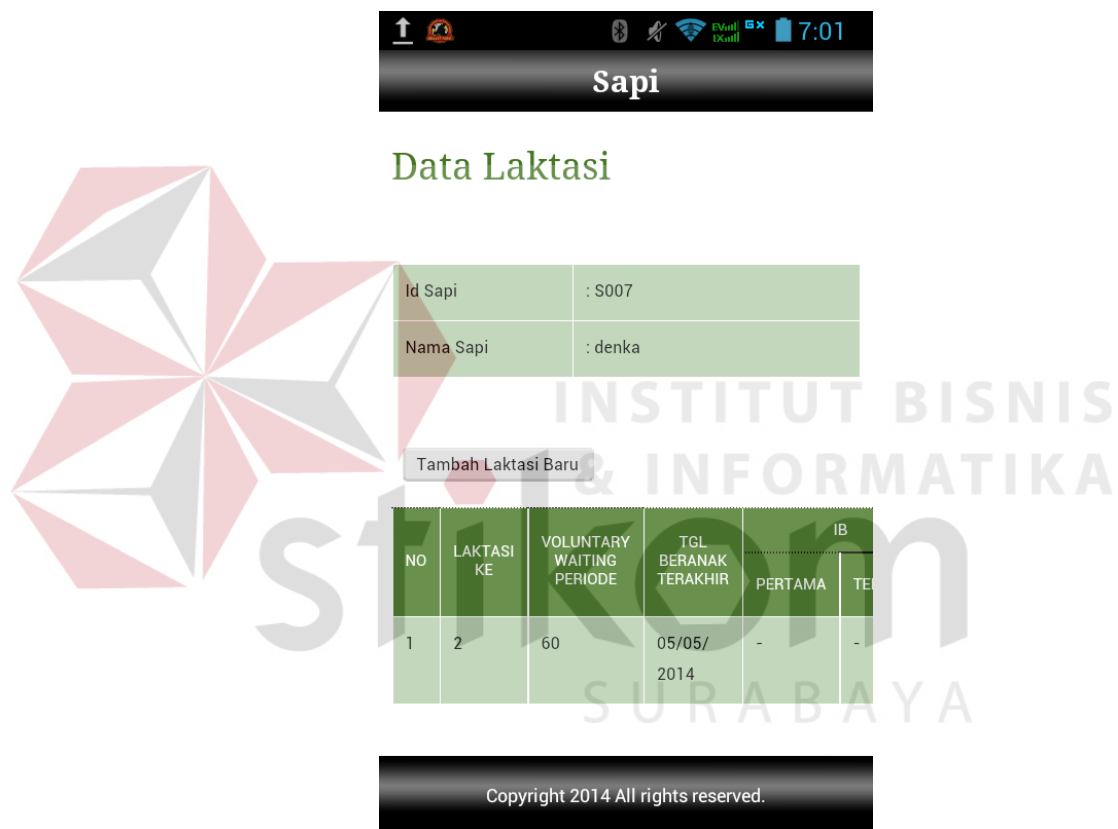 EVull GX 7:01
Sapi
Data Laktasi
Id Sapi : S007
Nama Sapi : denka
INSTITUT BISNIS
Tambah Laktasi Baru
& INFORMATIKA
stikom
NO LAKTASI KE VOLUNTARY WAITING PERIODE TGL BERANAK TERAKHIR IB
PERTAMA
1 2 60 05/05/
2014 - -
SURABAYA
Copyright 2014 All rights reserved.